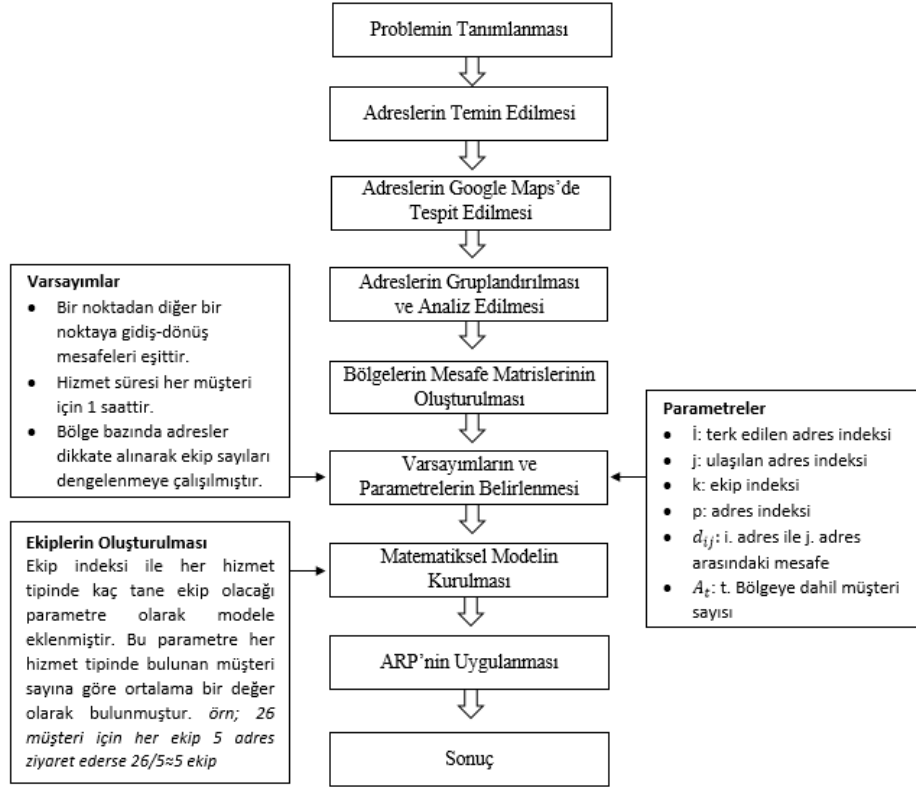 Problemin Tanımlanması
Adreslerin Temin Edilmesi
Adreslerin Google Maps’de
Tespit Edilmesi
Adreslerin Gruplandırılması
ve Analiz Edilmesi
Bölgelerin Mesafe Matrislerinin
Oluşturulması
Varsayımlar
● Bir noktadan diğer bir
noktaya gidiş-dönüş
mesafeleri eşittir.
● Hizmet süresi her müşteri
için 1 saattir.
● Bölge bazında adresler
dikkate alınarak ekip sayıları
dengelenmeye çalışılmıştır.
Varsayımların ve
Parametrelerin Belirlenmesi
Parametreler
● İ: terk edilen adres indeksi
● j: ulaşılan adres indeksi
● k: ekip indeksi
● p: adres indeksi
● d_{ij}: i. adres ile j. adres
arasındaki mesafe
● A_t: t. Bölgeye dahil müşteri
sayısı
Ekiplerin Oluşturulması
Ekip indeksi ile her hizmet
tipinde kaç tane ekip olacağı
parametre olarak modele
eklenmiştir. Bu parametre her
hizmet tipinde bulunan müşteri
sayına göre ortalama bir değer
olarak bulunmuştur. örn; 26
müşteri için her ekip 5 adres
ziyaret ederse 26/5≈5 ekip
Matematiksel Modelin
Kurulması
ARP’nin Uygulanması
Sonuç